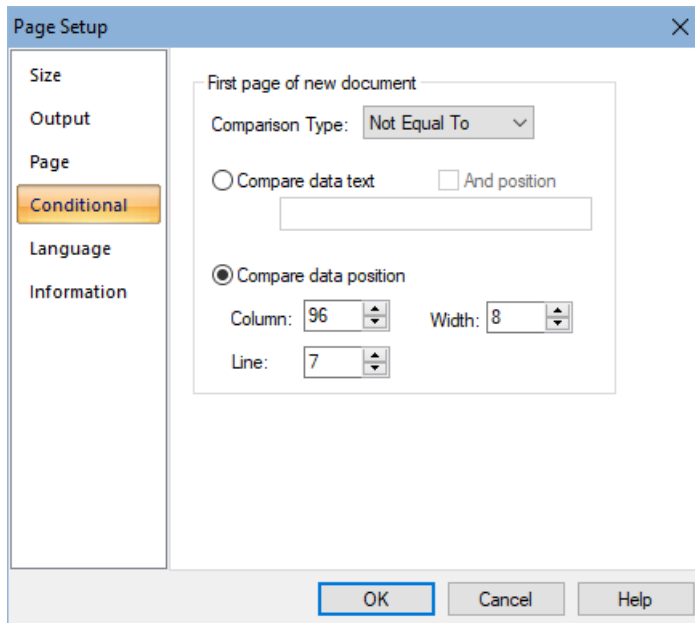 Page Setup
Size
Output
Page
Conditional
Language
Information
First page of new document
Comparison Type: Not Equal To
Compare data text And position
Compare data position
Column: 96 Width: 8
Line: 7
OK Cancel Help